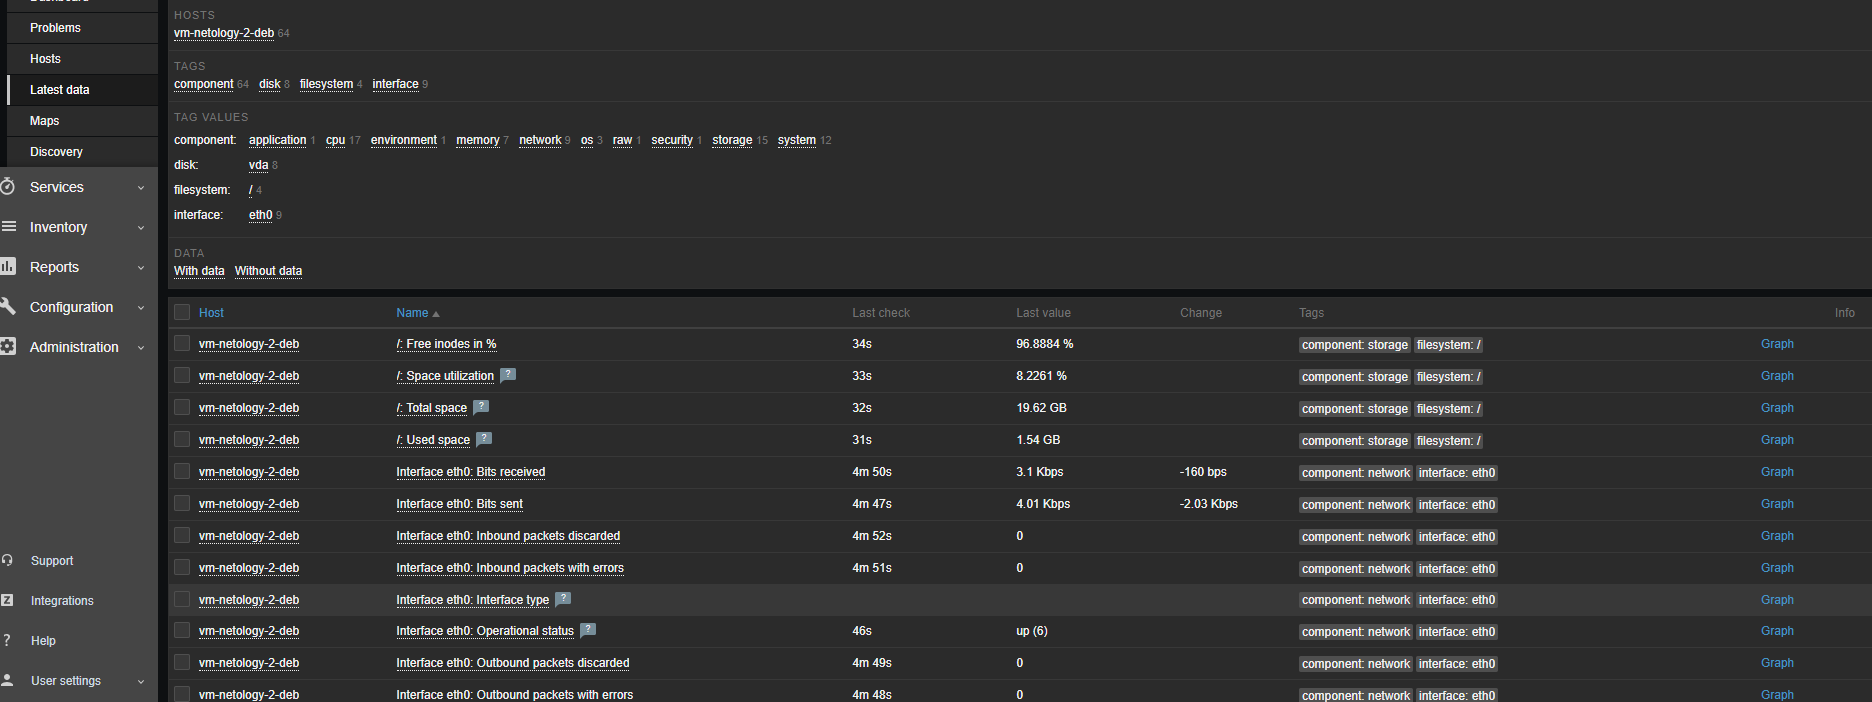 Problems
Hosts
Latest data
Maps
Discovery
Services
Inventory
Reports
Configuration
Administration
Support
Integrations
Help
User settings
HOSTS
vm-netology-2-deb 64
TAGS
component 64 disk 8 filesystem 4 interface 9
TAG VALUES
component: application 1 cpu 17 environment 1 memory 7 network 9 os 3 raw 1 security 1 storage 15 system 12
disk: vda 8
filesystem: / 4
interface: eth0 9
DATA
With data Without data
Host Name Last check Last value Change Tags Info
vm-netology-2-deb /: Free inodes in % 34s 96.8884 % component: storage filesystem: / Graph
vm-netology-2-deb /: Space utilization ? 33s 8.2261 % component: storage filesystem: / Graph
vm-netology-2-deb /: Total space ? 32s 19.62 GB component: storage filesystem: / Graph
vm-netology-2-deb /: Used space ? 31s 1.54 GB component: storage filesystem: / Graph
vm-netology-2-deb Interface eth0: Bits received 4m 50s 3.1 Kbps -160 bps component: network interface: eth0 Graph
vm-netology-2-deb Interface eth0: Bits sent 4m 47s 4.01 Kbps -2.03 Kbps component: network interface: eth0 Graph
vm-netology-2-deb Interface eth0: Inbound packets discarded 4m 52s 0 component: network interface: eth0 Graph
vm-netology-2-deb Interface eth0: Inbound packets with errors 4m 51s 0 component: network interface: eth0 Graph
vm-netology-2-deb Interface eth0: Interface type ? component: network interface: eth0 Graph
vm-netology-2-deb Interface eth0: Operational status ? 46s up (6) component: network interface: eth0 Graph
vm-netology-2-deb Interface eth0: Outbound packets discarded 4m 49s 0 component: network interface: eth0 Graph
vm-netology-2-deb Interface eth0: Outbound packets with errors 4m 48s 0 component: network interface: eth0 Graph